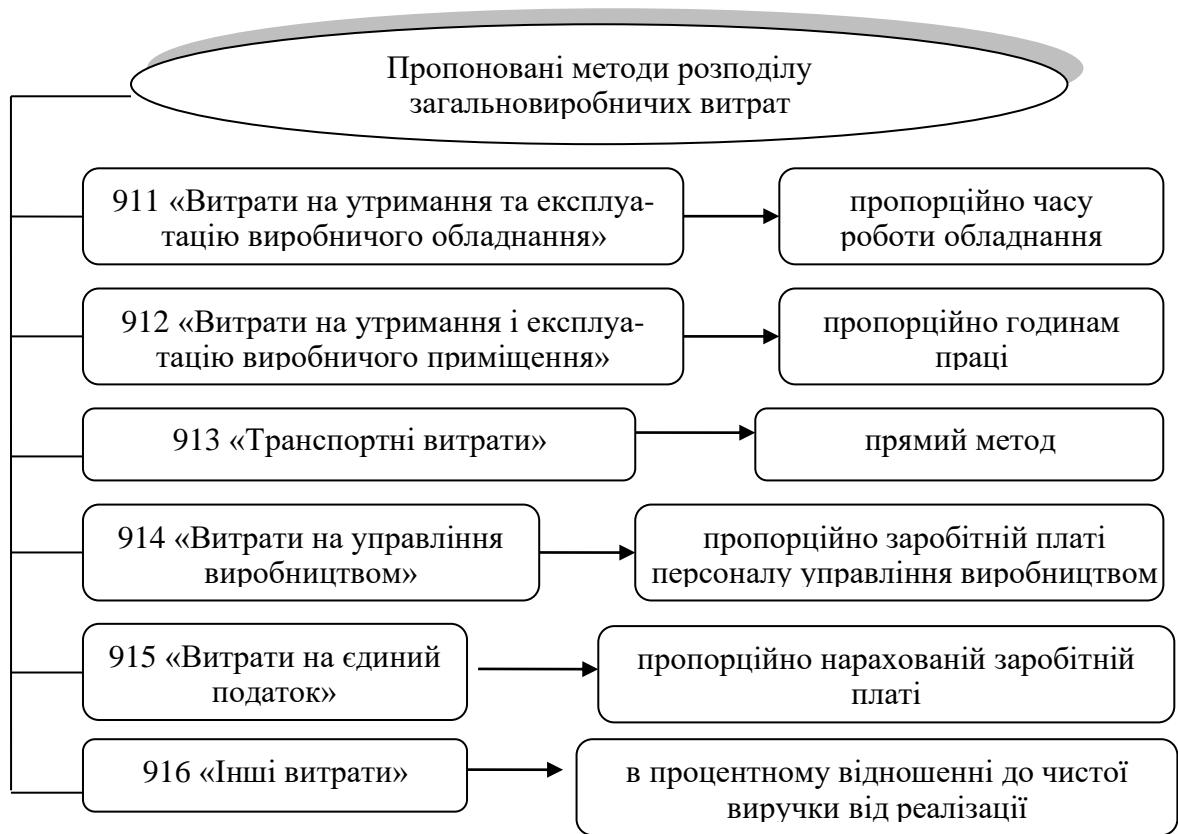 Пропоновані методи розподілу
загальновиробничих витрат
911 «Витрати на утримання та експлуа-
тацію виробничого обладнання»
пропорційно часу
роботи обладнання
912 «Витрати на утримання і експлуа-
тацію виробничого приміщення»
пропорційно годинам
праці
913 «Транспортні витрати»
прямий метод
914 «Витрати на управління
виробництвом»
пропорційно заробітній платі
персоналу управління виробництвом
915 «Витрати на єдиний
податок»
пропорційно нарахованій заробітній
платі
916 «Інші витрати»
в процентному відношенні до чистої
виручки від реалізації